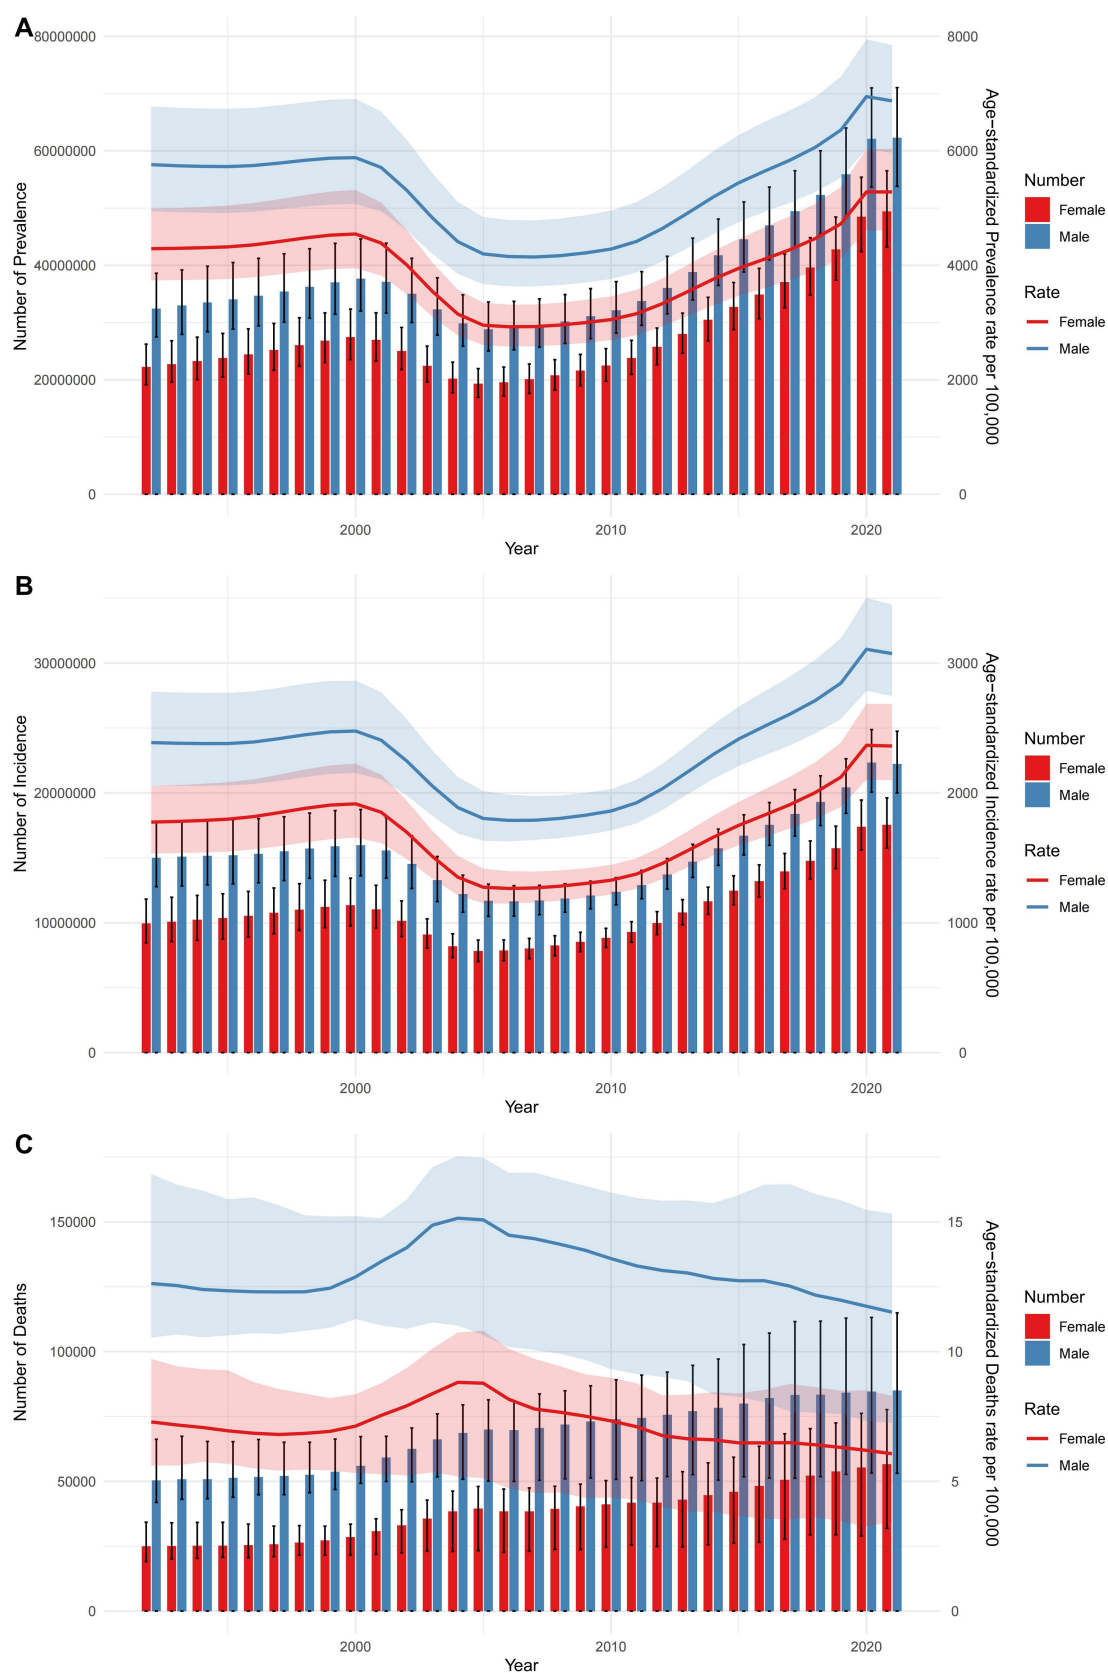 A
80000000
60000000
40000000
20000000
0
Number of Prevalence
8000
6000
4000
2000
0
Age−standardized Prevalence rate per 100,000
2000
2010
2020
Year
Number
Female
Male
Rate
Female
Male
B
30000000
20000000
10000000
0
Number of Incidence
3000
2000
1000
0
Age−standardized Incidence rate per 100,000
2000
2010
2020
Year
Number
Female
Male
Rate
Female
Male
C
150000
100000
50000
0
Number of Deaths
15
10
5
0
Age−standardized Deaths rate per 100,000
2000
2010
2020
Year
Number
Female
Male
Rate
Female
Male